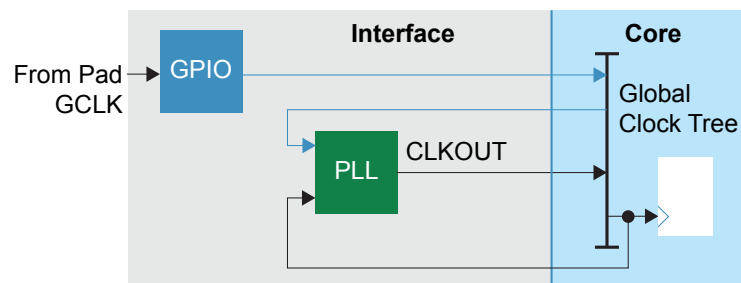 Interface
Core
From Pad
GCLK
GPIO
Global
Clock Tree
PLL
CLKOUT